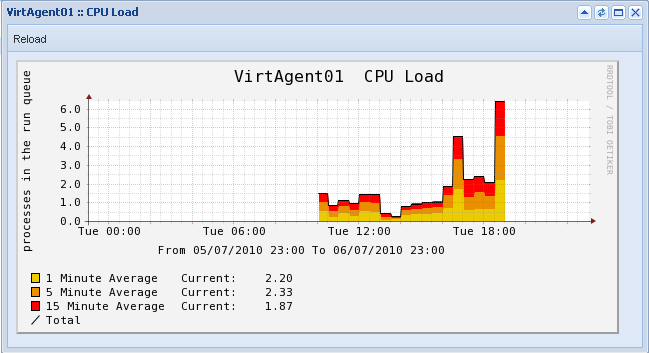 VirtAgent01 :: CPU Load
Reload
VirtAgent01 CPU Load
RRDTOOL / TOBI OETIKER
processes in the run queue
6.0
5.0
4.0
3.0
2.0
1.0
0.0
Tue 00:00 Tue 06:00 Tue 12:00 Tue 18:00
From 05/07/2010 23:00 To 06/07/2010 23:00
1 Minute Average Current: 2.20
5 Minute Average Current: 2.33
15 Minute Average Current: 1.87
Total